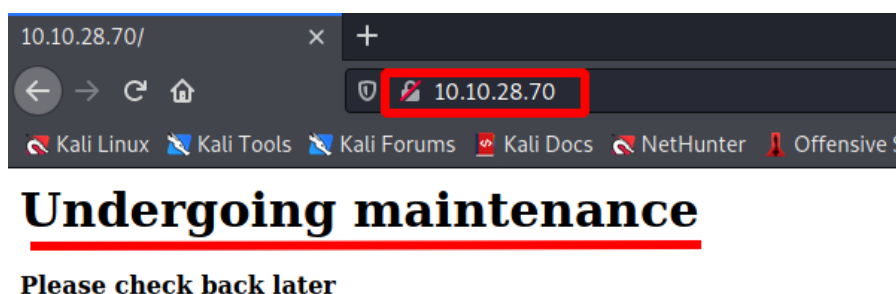 10.10.28.70/
10.10.28.70
Kali Linux Kali Tools Kali Forums Kali Docs NetHunter Offensive
Undergoing maintenance
Please check back later